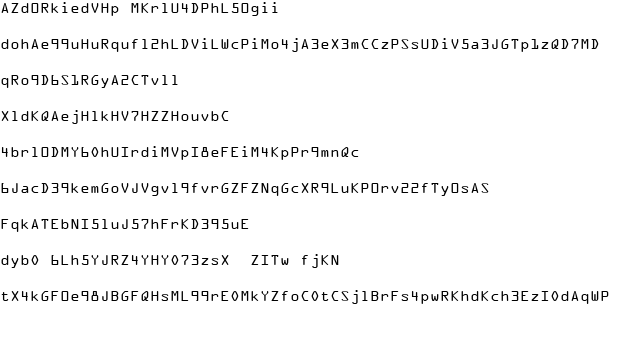 AZdORkiedVHp MKrlU4DPhL5Ogii
dohAe99uHuRqufl2hLDViLWcPiMo4jA3eX3mCCzPSsUDiV5a3JGTp1zQD7MD
qRo9D6S1RGyA2CTvll
XldKQAejHlkHV7HZZHouvbC
4brlODMY60hUIrdiMVpI8eFEiM4KpPr9mnQc
6JacD39kemGoVJVgvl9fvrGZFZNqGcXR9LuKPOrv22fTyOsAS
FqkATEbNI5luJ57hFrKD395uE
dyb0 6Lh5YJRZ4YHY073zsX  ZITw fjKN
tX4kGFOe98JBGFQHsML99rE0MkYZfoC0tCSjlBrFs4pwRKhdKch3EzI0dAqWP